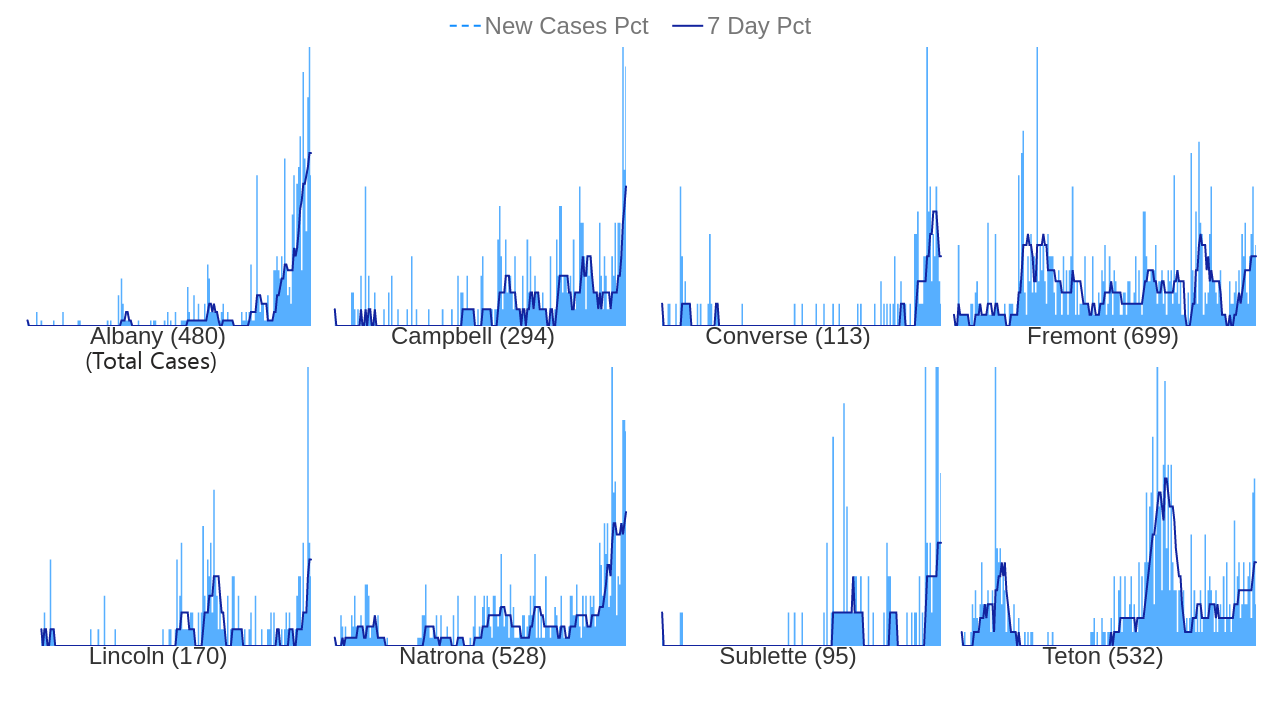 New Cases Pct 7 Day Pct
Albany (480) Campbell (294) Converse (113) Fremont (699)
(Total Cases)
Lincoln (170) Natrona (528) Sublette (95) Teton (532)